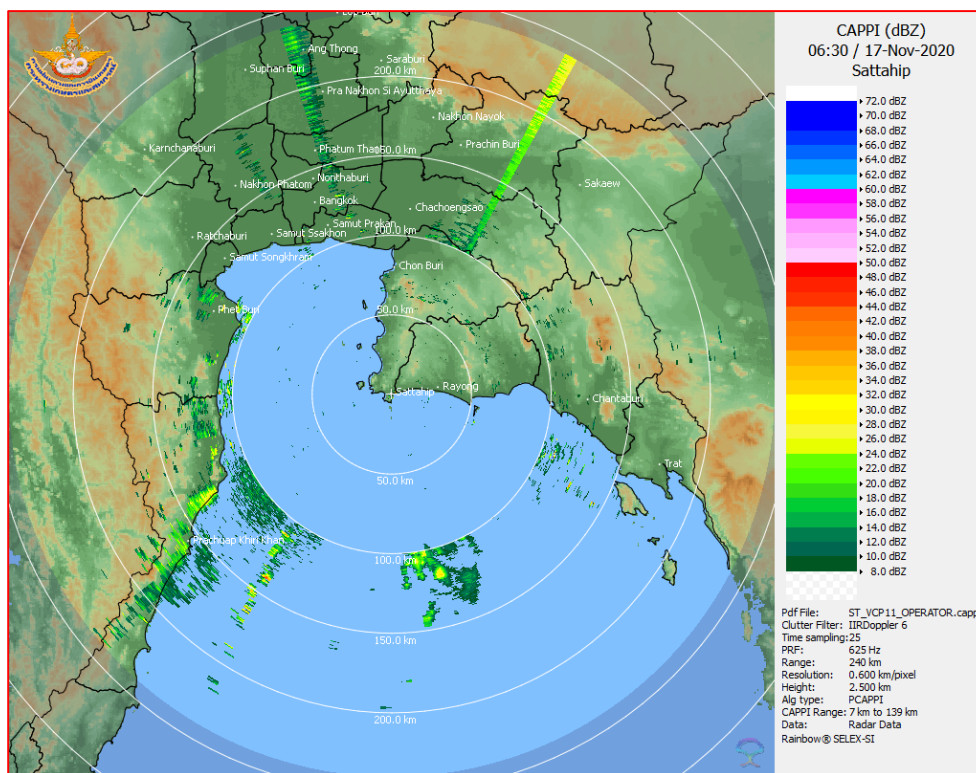 CAPPI (dBZ)
06:30 / 17-Nov-2020
Sattahip
72.0 dBZ
70.0 dBZ
68.0 dBZ
66.0 dBZ
64.0 dBZ
62.0 dBZ
60.0 dBZ
58.0 dBZ
56.0 dBZ
54.0 dBZ
52.0 dBZ
50.0 dBZ
48.0 dBZ
46.0 dBZ
44.0 dBZ
42.0 dBZ
40.0 dBZ
38.0 dBZ
36.0 dBZ
34.0 dBZ
32.0 dBZ
30.0 dBZ
28.0 dBZ
26.0 dBZ
24.0 dBZ
22.0 dBZ
20.0 dBZ
18.0 dBZ
16.0 dBZ
14.0 dBZ
12.0 dBZ
10.0 dBZ
8.0 dBZ
Pdf File: ST_VCP11_OPERATOR.capp
Clutter Filter: IIRDoppler 6
Time sampling:25
PRF: 625 Hz
Range: 240 km
Resolution: 0.600 km/pixel
Height: 2.500 km
Alg type: PCAPPI
CAPPI Range: 7 km to 139 km
Data: Radar Data
Rainbow® SELEX-SI
Ang Thong
Saraburi
Suphan Buri
200.0 km
Pra Nakhon Si Ayutthaya
Nakhon Nayok
Karnchanaburi
Phatum Thani
150.0 km
Prachin Buri
Nonthaburi
Nakhon Phatom
Sakaew
Bangkok
Chachoengsao
Samut Prakan
Ratchaburi
Samut Ssakhon
100.0 km
Samut Songkhram
Chon Buri
Phet Buri
50.0 km
Sattahip
Rayong
Chantaburi
Trat
50.0 km
Prachuap Khiri Khan
100.0 km
150.0 km
200.0 km